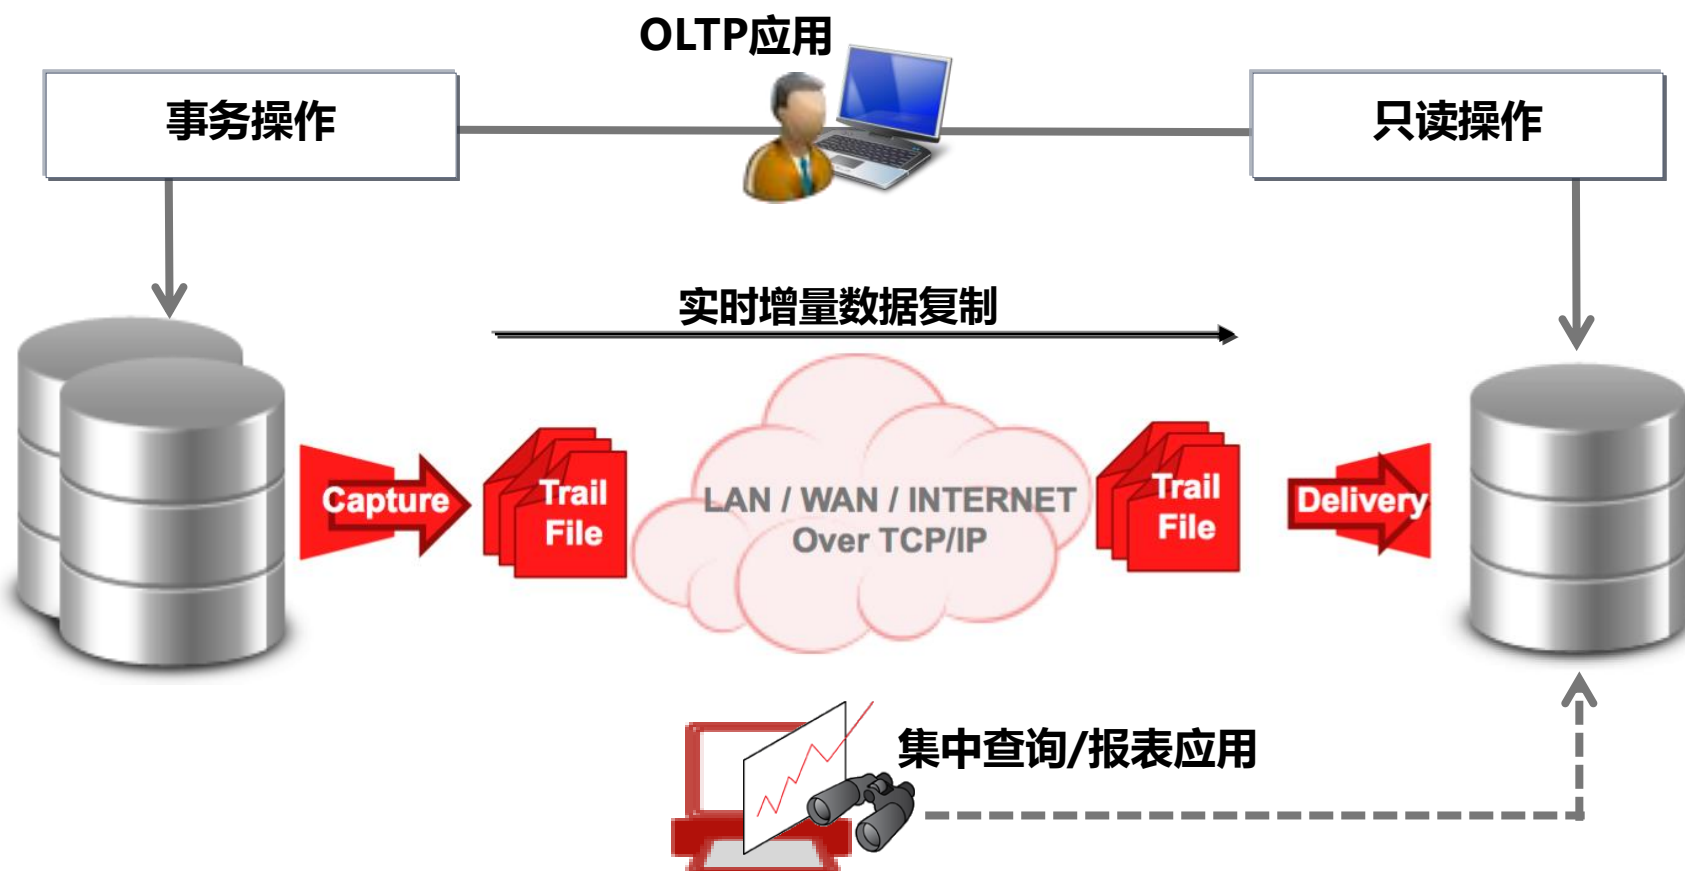 OLTP应用
事务操作
只读操作
实时增量数据复制
Capture
Trail
File
LAN / WAN / INTERNET
Over TCP/IP
Trail
File
Delivery
集中查询/报表应用